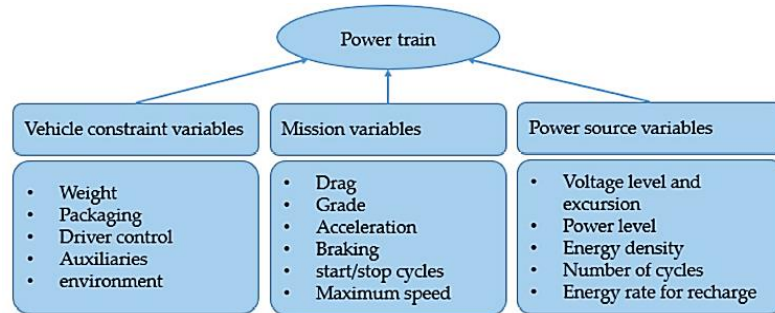 Power train
Vehicle constraint variables
Mission variables
Power source variables
• Weight
• Packaging
• Driver control
• Auxiliaries
• environment
• Drag
• Grade
• Acceleration
• Braking
• start/stop cycles
• Maximum speed
• Voltage level and
excursion
• Power level
• Energy density
• Number of cycles
• Energy rate for recharge